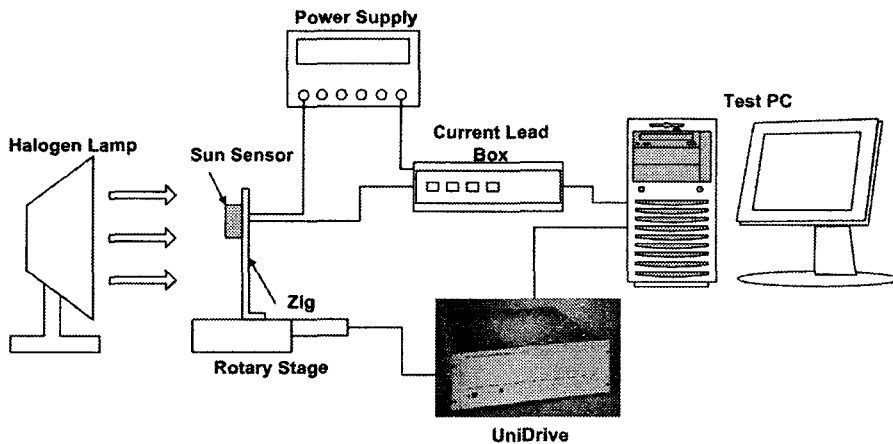 Power Supply
Test PC
Halogen Lamp
Sun Sensor
Current Lead
Box
Zig
Rotary Stage
UniDrive